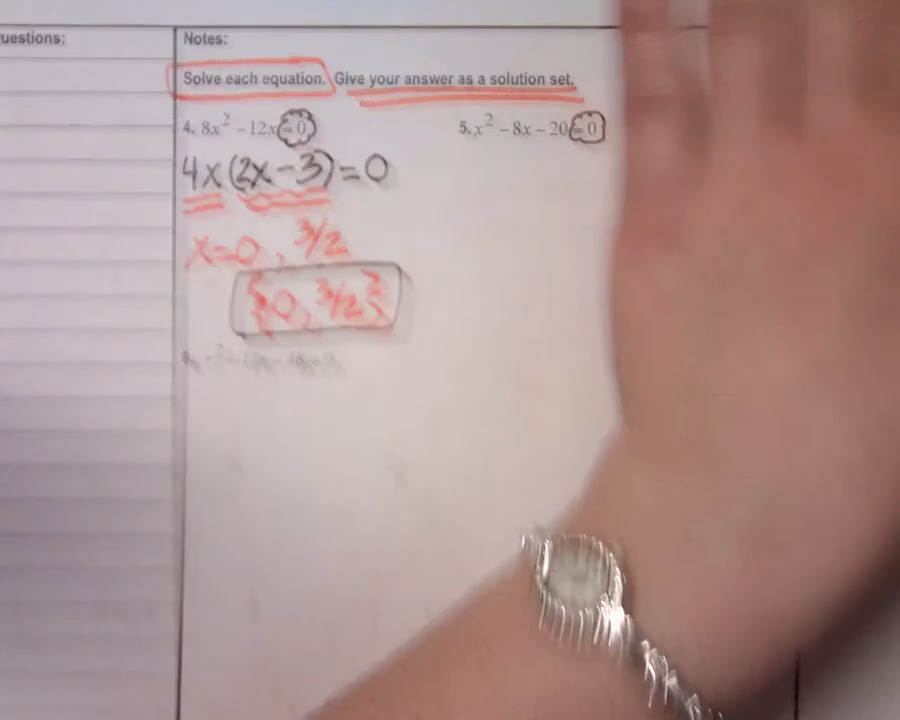 uestions:
Notes:
Solve each equation. Give your answer as a solution set.
4. 8x² – 12x = 0
5. x² – 8x – 20 = 0
4x(2x-3)=0
x=0, 3/2
{0, 3/2}